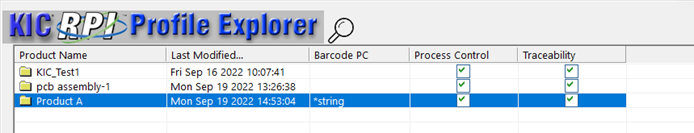 KIC RPI Profile Explorer
Product Name Last Modified... Barcode PC Process Control Traceability
KIC_Test1 Fri Sep 16 2022 10:07:41
pcb assembly-1 Mon Sep 19 2022 13:26:38
Product A Mon Sep 19 2022 14:53:04 *string